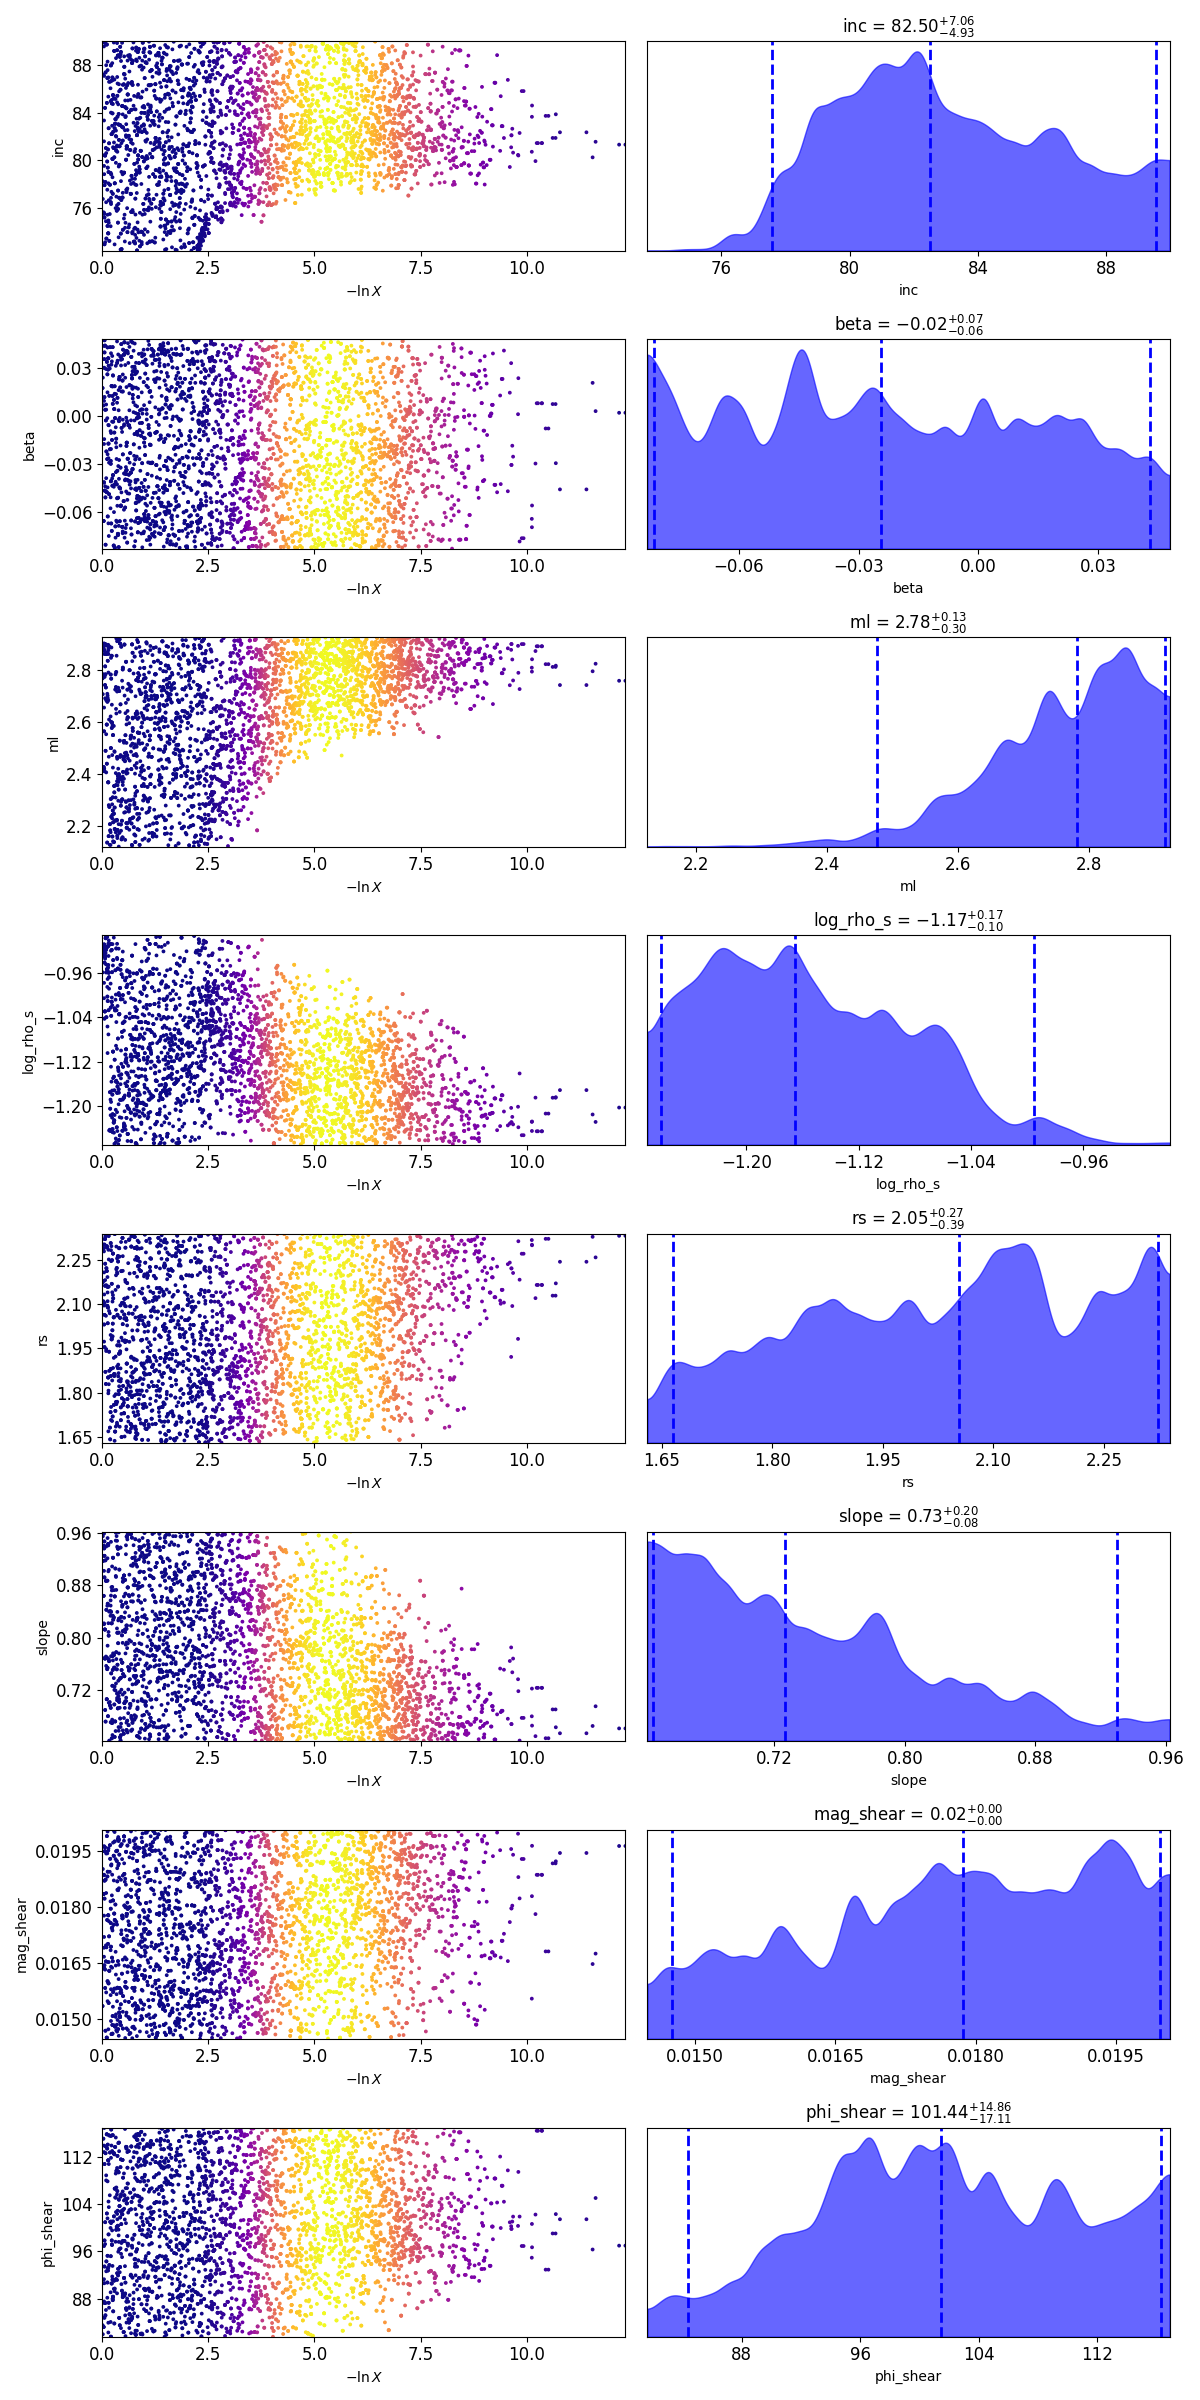 inc = 82.50 +7.06 −4.93
88
84
80
76
inc
0.0 2.5 5.0 7.5 10.0
−ln X
76 80 84 88
inc
beta = −0.02 +0.07 −0.06
0.03
0.00
−0.03
−0.06
beta
0.0 2.5 5.0 7.5 10.0
−ln X
−0.06 −0.03 0.00 0.03
beta
ml = 2.78 +0.13 −0.30
2.8
2.6
2.4
2.2
ml
0.0 2.5 5.0 7.5 10.0
−ln X
2.2 2.4 2.6 2.8
ml
log_rho_s = −1.17 +0.17 −0.10
−0.96
−1.04
−1.12
−1.20
log_rho_s
0.0 2.5 5.0 7.5 10.0
−ln X
−1.20 −1.12 −1.04 −0.96
log_rho_s
rs = 2.05 +0.27 −0.39
2.25
2.10
1.95
1.80
1.65
rs
0.0 2.5 5.0 7.5 10.0
−ln X
1.65 1.80 1.95 2.10 2.25
rs
slope = 0.73 +0.20 −0.08
0.96
0.88
0.80
0.72
slope
0.0 2.5 5.0 7.5 10.0
−ln X
0.72 0.80 0.88 0.96
slope
mag_shear = 0.02 +0.00 −0.00
0.0195
0.0180
0.0165
0.0150
mag_shear
0.0 2.5 5.0 7.5 10.0
−ln X
0.0150 0.0165 0.0180 0.0195
mag_shear
phi_shear = 101.44 +14.86 −17.11
112
104
96
88
phi_shear
0.0 2.5 5.0 7.5 10.0
−ln X
88 96 104 112
phi_shear